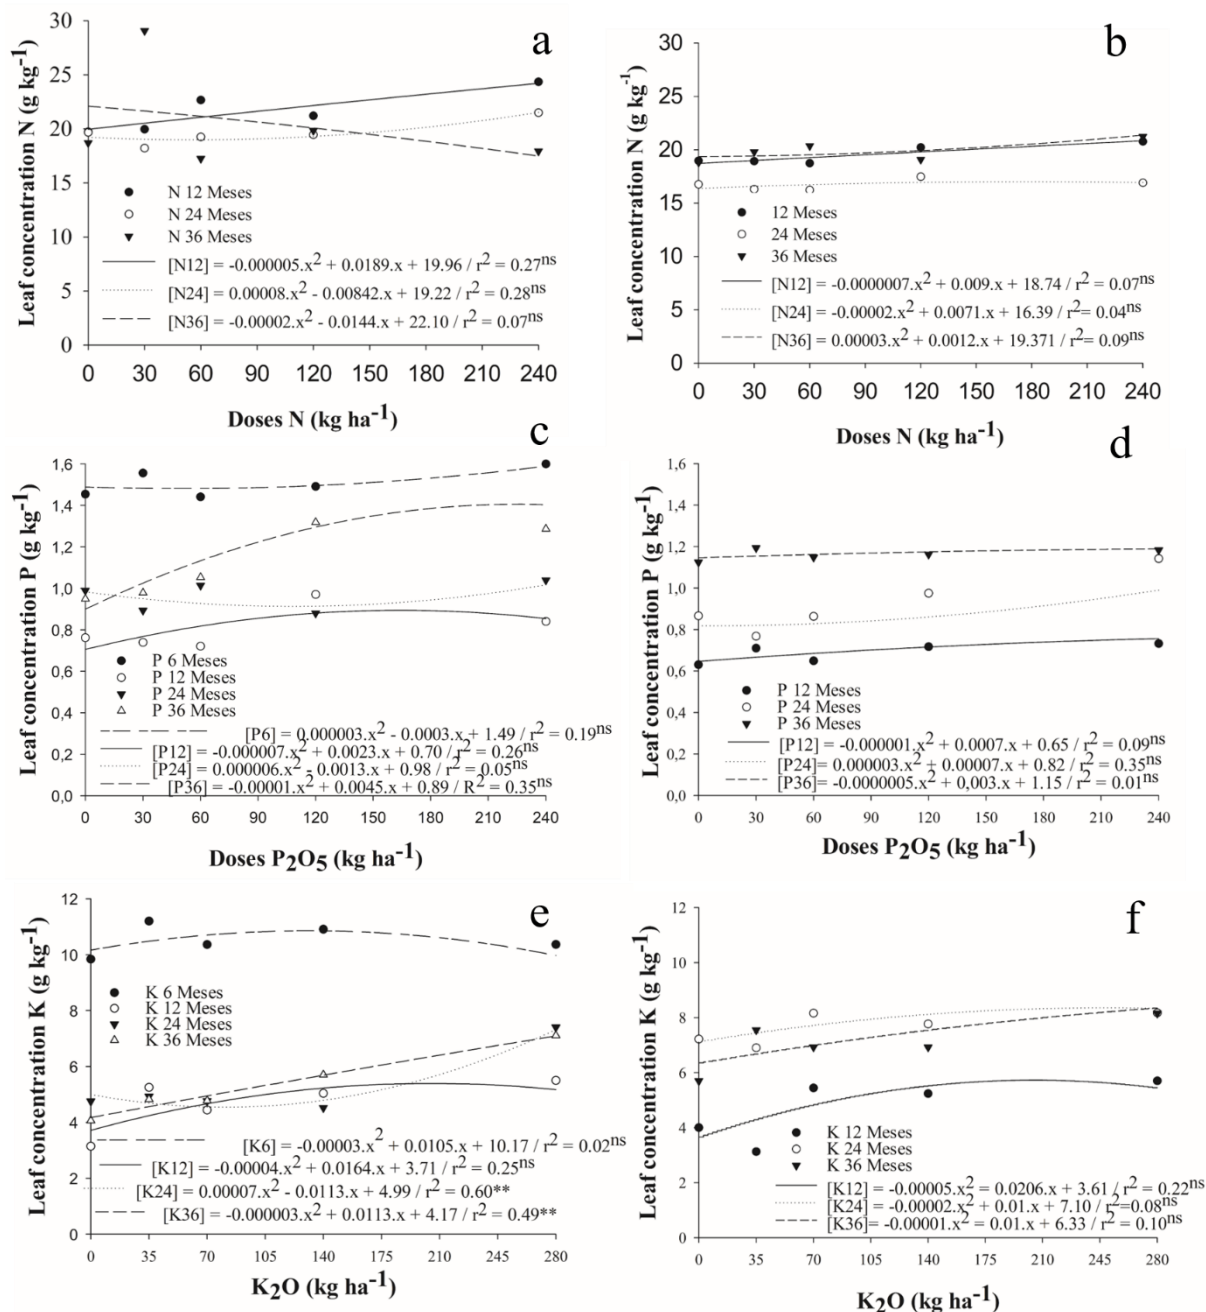 a
Leaf concentration N (g kg-1)
30
25
20
15
10
5
0
N 12 Meses
N 24 Meses
N 36 Meses
[N12] = -0.000005.x2 + 0.0189.x + 19.96 / r2 = 0.27ns
[N24] = 0.00008.x2 - 0.00842.x + 19.22 / r2 = 0.28ns
[N36] = -0.00002.x2 - 0.0144.x + 22.10 / r2 = 0.07ns
0 30 60 90 120 150 180 210 240
Doses N (kg ha-1)
b
Leaf concentration N (g kg-1)
30
25
20
15
10
5
0
12 Meses
24 Meses
36 Meses
[N12] = -0.0000007.x2 + 0.009.x + 18.74 / r2 = 0.07ns
[N24] = -0.00002.x2 + 0.0071.x + 16.39 / r2= 0.04ns
[N36] = 0.00003.x2 + 0.0012.x + 19.371 / r2= 0.09ns
0 30 60 90 120 150 180 210 240
Doses N (kg ha-1)
c
Leaf concentration P (g kg-1)
1,6
1,4
1,2
1,0
0,8
0,6
0,4
0,2
0,0
P 6 Meses
P 12 Meses
P 24 Meses
P 36 Meses
[P6] = 0.000003.x2 - 0.0003.x + 1.49 / r2 = 0.19ns
[P12] = -0.000007.x2 + 0.0023.x + 0.70 / r2 = 0.26ns
[P24] = 0.000006.x2 - 0.0013.x + 0.98 / r2 = 0.05ns
[P36] = -0.00001.x2 + 0.0045.x + 0.89 / R2 = 0.35ns
0 30 60 90 120 150 180 210 240
Doses P2O5 (kg ha-1)
d
Leaf concentration P (g kg-1)
1,6
1,4
1,2
1,0
0,8
0,6
0,4
0,2
0,0
P 12 Meses
P 24 Meses
P 36 Meses
[P12] = -0.000001.x2 + 0.0007.x + 0.65 / r2 = 0.09ns
[P24]= 0.000003.x2 + 0.00007.x + 0.82 / r2 = 0.35ns
[P36]= -0.0000005.x2 + 0,003.x + 1.15 / r2 = 0.01ns
0 30 60 90 120 150 180 210 240
Doses P2O5 (kg ha-1)
e
Leaf concentration K (g kg-1)
12
10
8
6
4
2
0
K 6 Meses
K 12 Meses
K 24 Meses
K 36 Meses
[K6] = -0.00003.x2 + 0.0105.x + 10.17 / r2 = 0.02ns
[K12] = -0.00004.x2 + 0.0164.x + 3.71 / r2 = 0.25ns
[K24] = 0.00007.x2 - 0.0113.x + 4.99 / r2 = 0.60**
[K36] = -0.000003.x2 + 0.0113.x + 4.17 / r2 = 0.49**
0 35 70 105 140 175 210 245 280
K2O (kg ha-1)
f
Leaf concentration K (g kg-1)
12
10
8
6
4
2
0
K 12 Meses
K 24 Meses
K 36 Meses
[K12] = -0.00005.x2 = 0.0206.x + 3.61 / r2 = 0.22ns
[K24] = -0.00002.x2 + 0.01.x + 7.10 / r2=0.08ns
[K36]= -0.00001.x2 = 0.01.x + 6.33 / r2 = 0.10ns
0 35 70 105 140 175 210 245 280
K2O (kg ha-1)